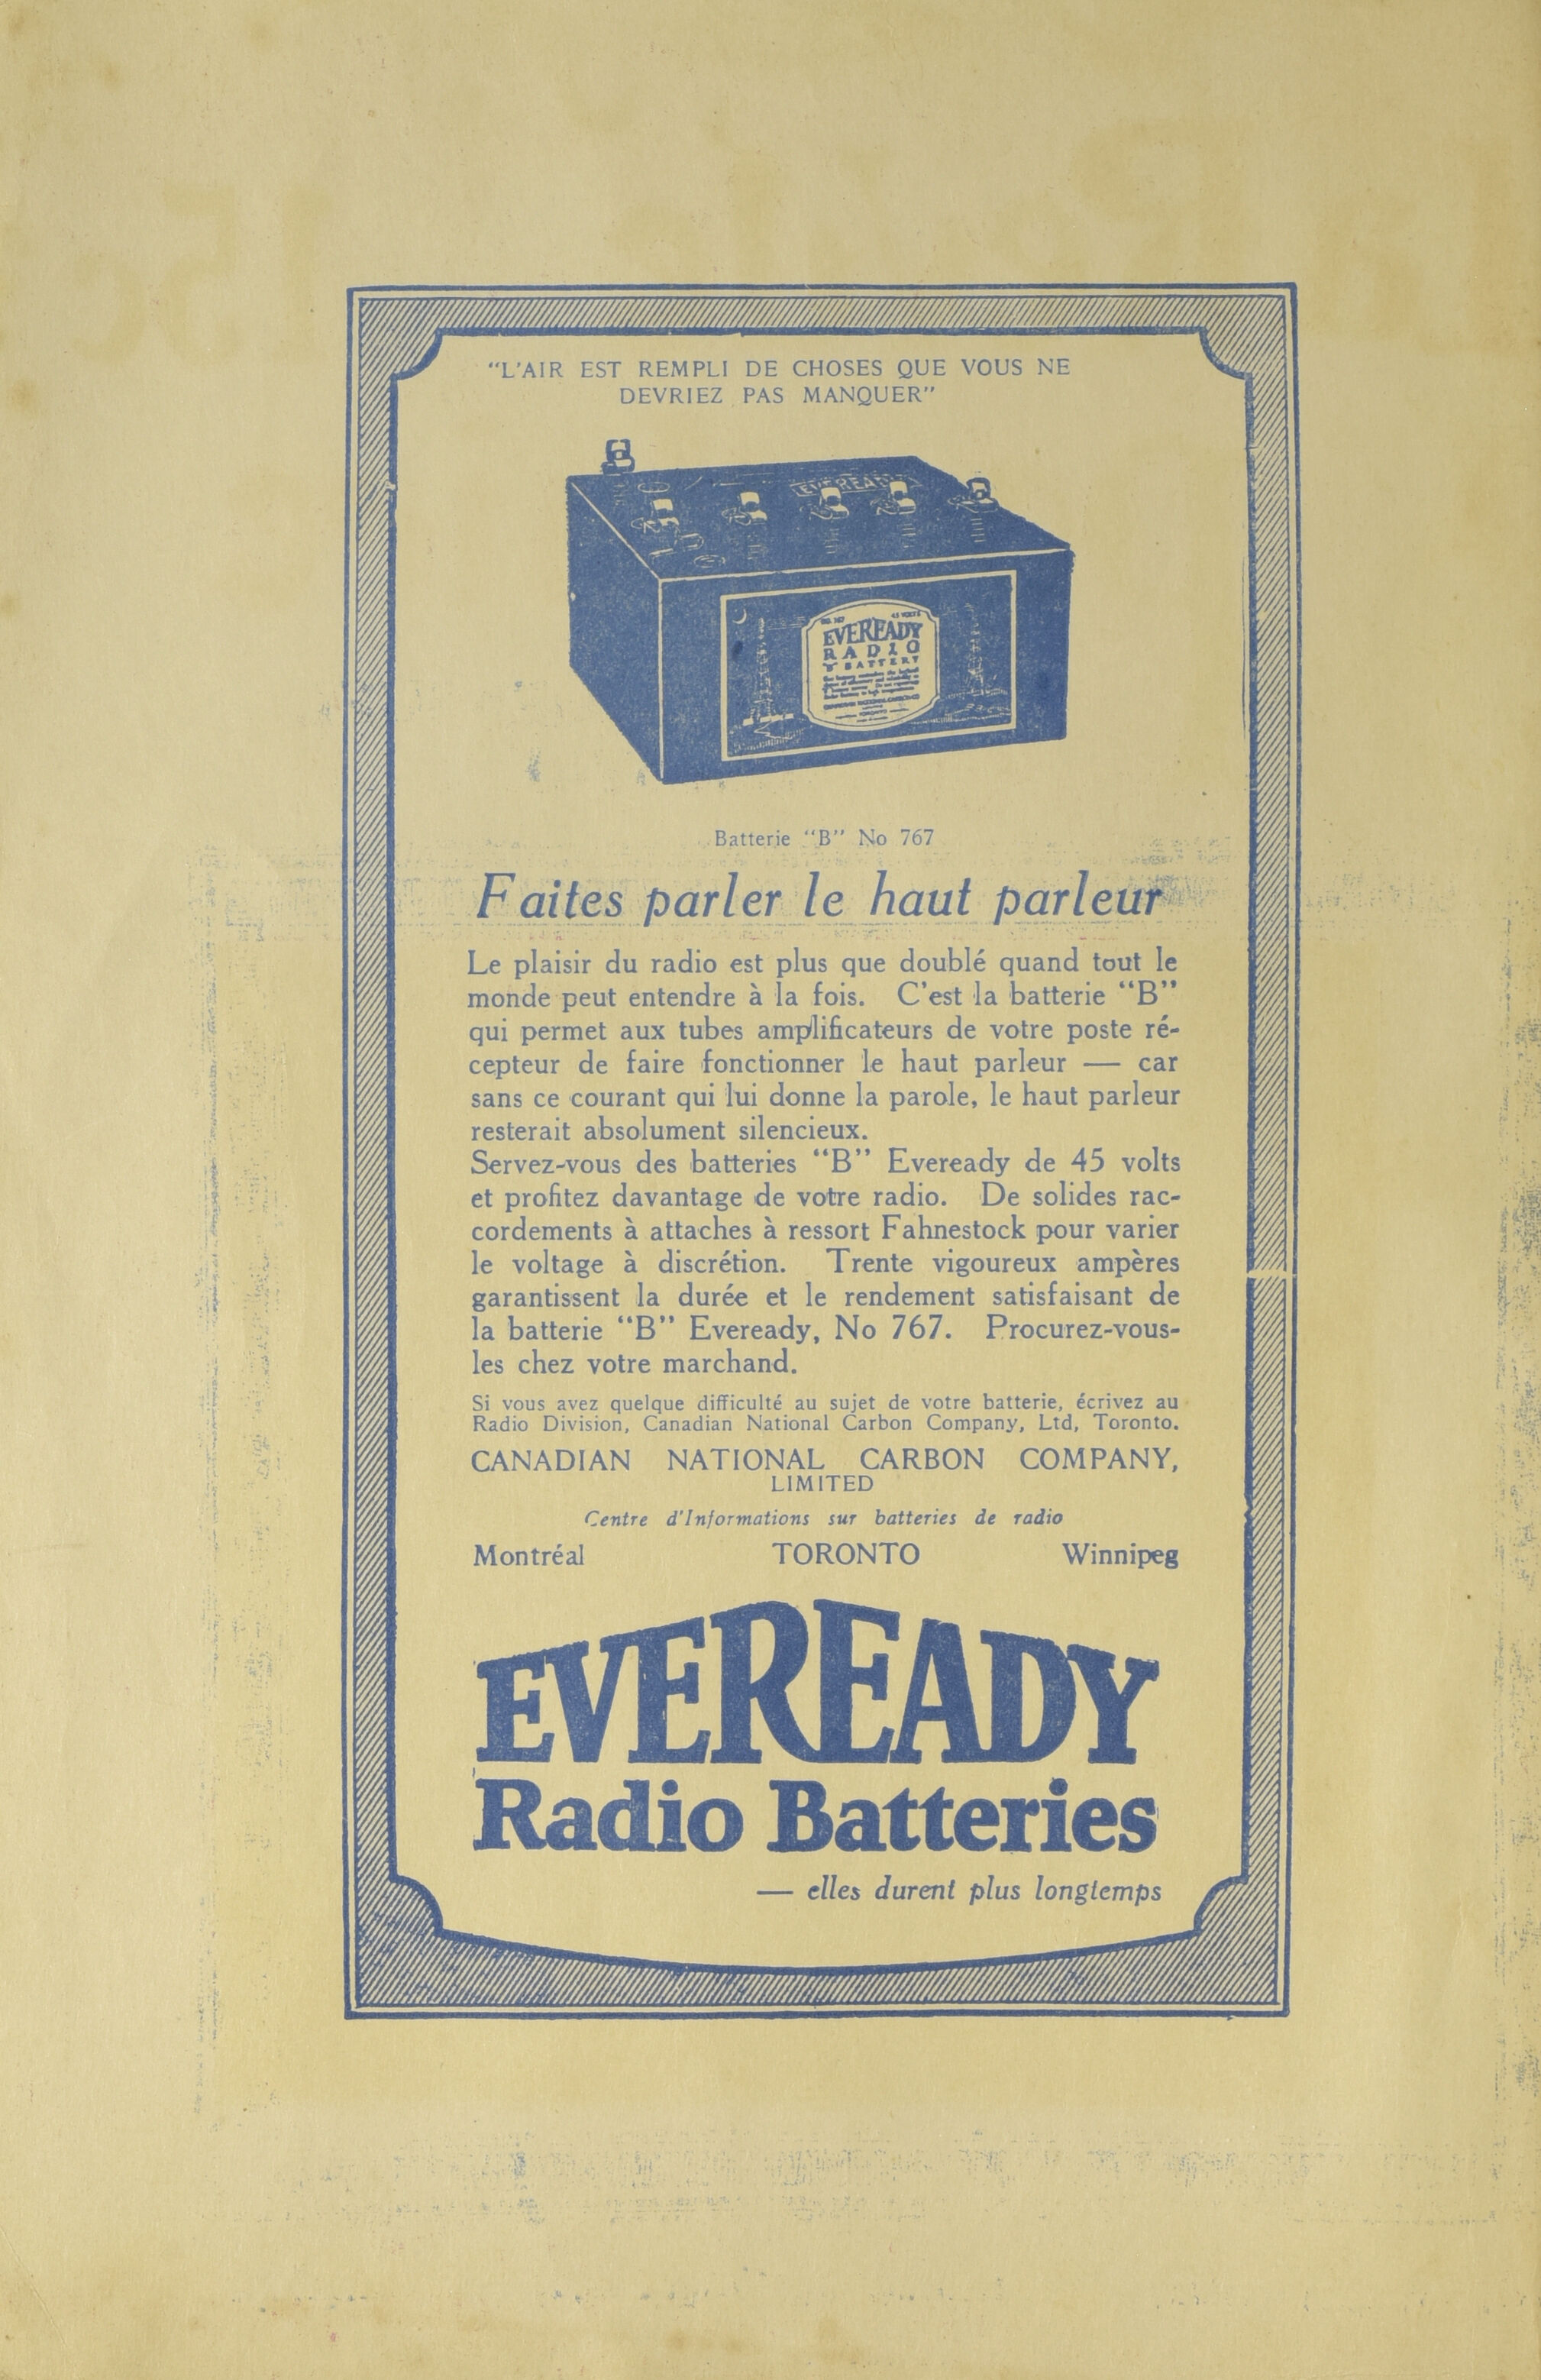 “L’AIR EST REMPLI DE CHOSES QUE VOUS NE
DEVRIEZ PAS MANQUER”
EVEREADY
No. 767 45 VOLTS
EVEREADY
RADIO
"B" BATTERY
Batterie “B” No 767
Faites parler le haut parleur
Le plaisir du radio est plus que doublé quand tout le
monde peut entendre à la fois. C’est la batterie “B”
qui permet aux tubes amplificateurs de votre poste ré-
cepteur de faire fonctionner le haut parleur — car
sans ce courant qui lui donne la parole, le haut parleur
resterait absolument silencieux.
Servez-vous des batteries “B” Eveready de 45 volts
et profitez davantage de votre radio. De solides rac-
cordements à attaches à ressort Fahnestock pour varier
le voltage à discrétion. Trente vigoureux ampères
garantissent la durée et le rendement satisfaisant de
la batterie “B” Eveready, No 767. Procurez-vous-
les chez votre marchand.
Si vous avez quelque difficulté au sujet de votre batterie, écrivez au
Radio Division, Canadian National Carbon Company, Ltd, Toronto.
CANADIAN NATIONAL CARBON COMPANY,
LIMITED
Centre d’Informations sur batteries de radio
Montréal TORONTO Winnipeg
EVEREADY
Radio Batteries
— elles durent plus longtemps